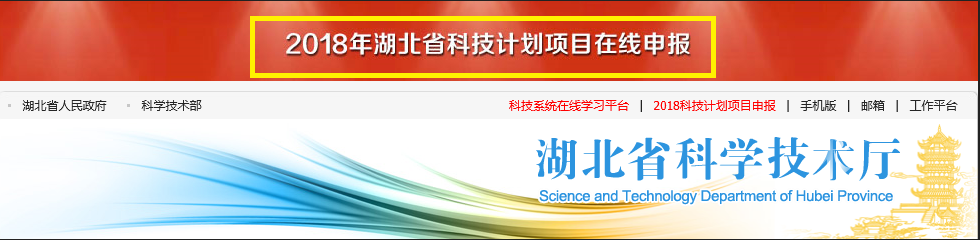 2018年湖北省科技计划项目在线申报
湖北省人民政府 科学技术部 科技系统在线学习平台 | 2018科技计划项目申报 | 手机版 | 邮箱 | 工作平台
湖北省科学技术厅
Science and Technology Department of Hubei Province